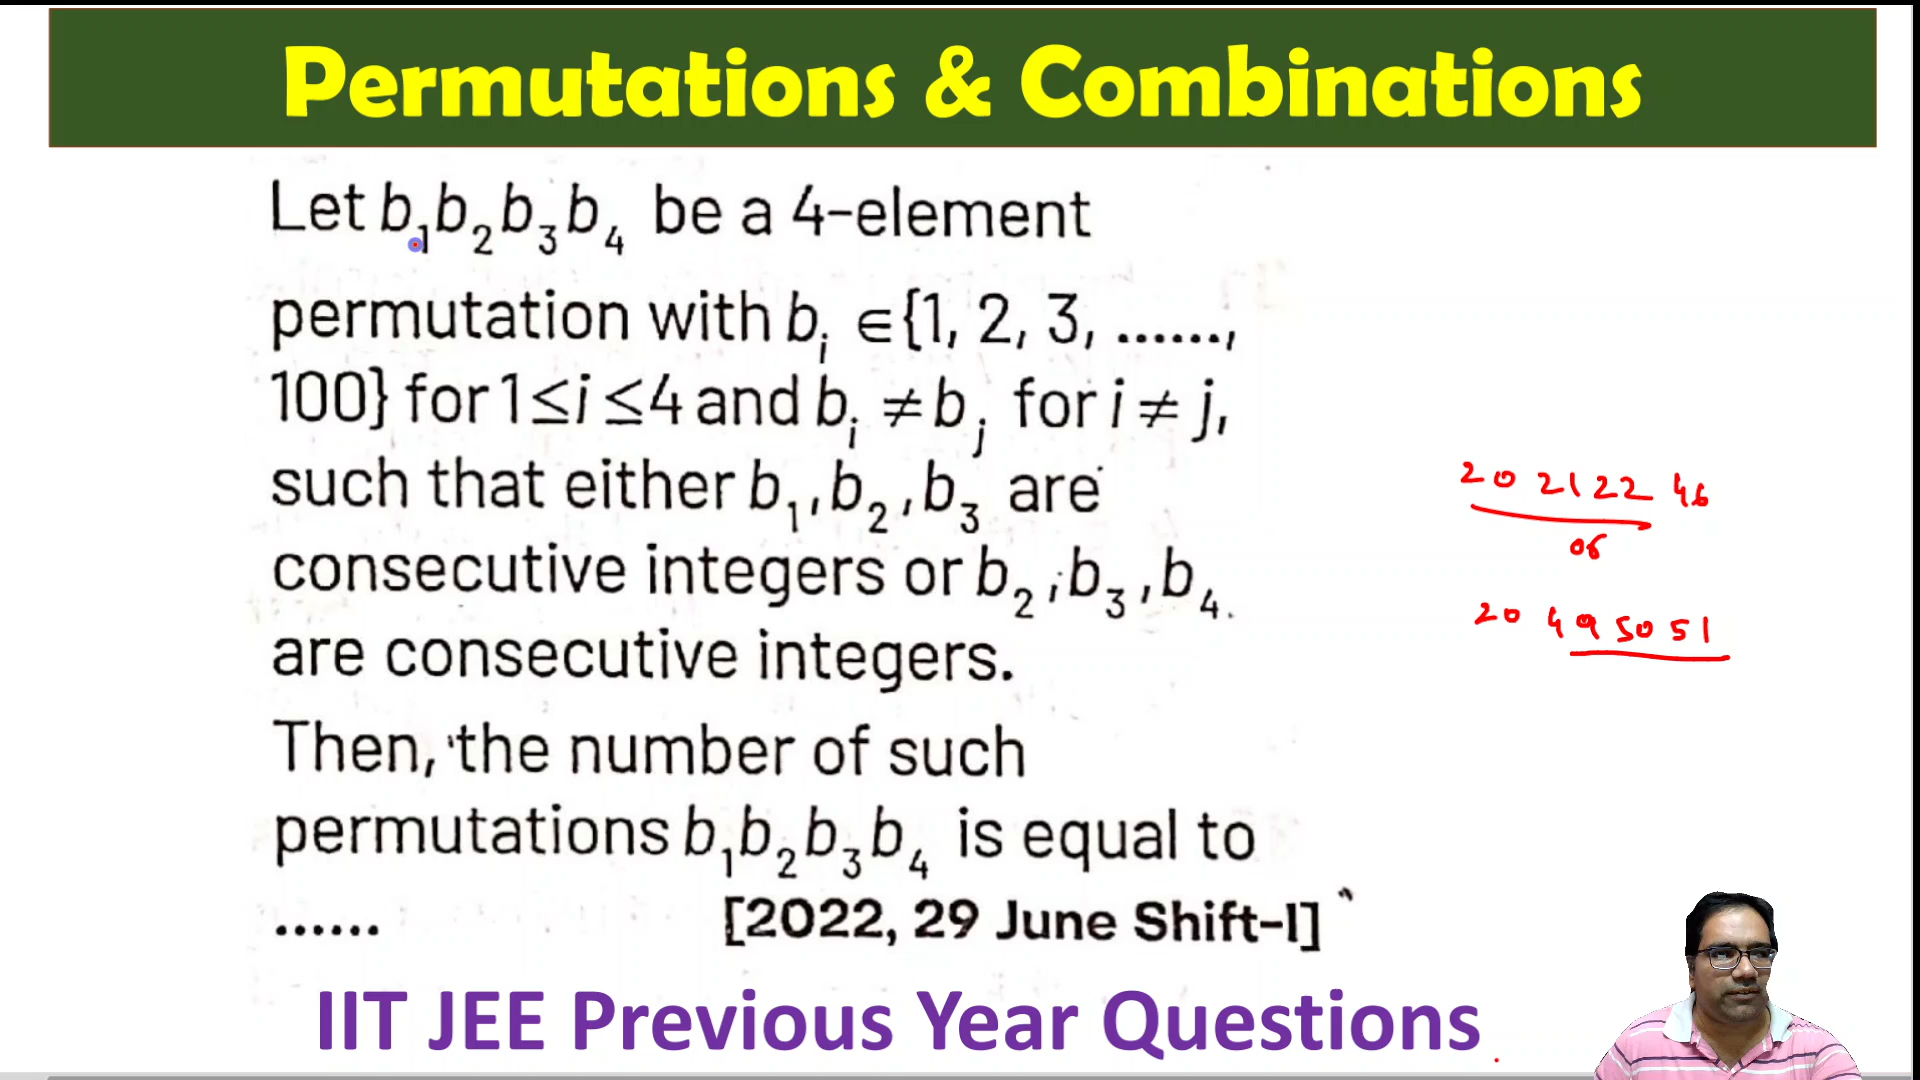 Permutations & Combinations
Let b₁b₂b₃b₄ be a 4-element
permutation with bᵢ ∈{1, 2, 3, ......,
100} for 1≤i≤4 and bᵢ ≠ bⱼ for i ≠ j,
such that either b₁,b₂,b₃ are
consecutive integers or b₂,b₃,b₄.
are consecutive integers.
Then, the number of such
permutations b₁b₂b₃b₄ is equal to
...... [2022, 29 June Shift-I]
20 21 22 46
or
20 49 50 51
IIT JEE Previous Year Questions